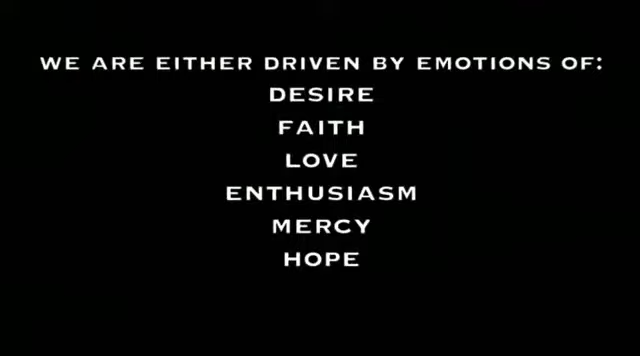 WE ARE EITHER DRIVEN BY EMOTIONS OF:
DESIRE
FAITH
LOVE
ENTHUSIASM
MERCY
HOPE